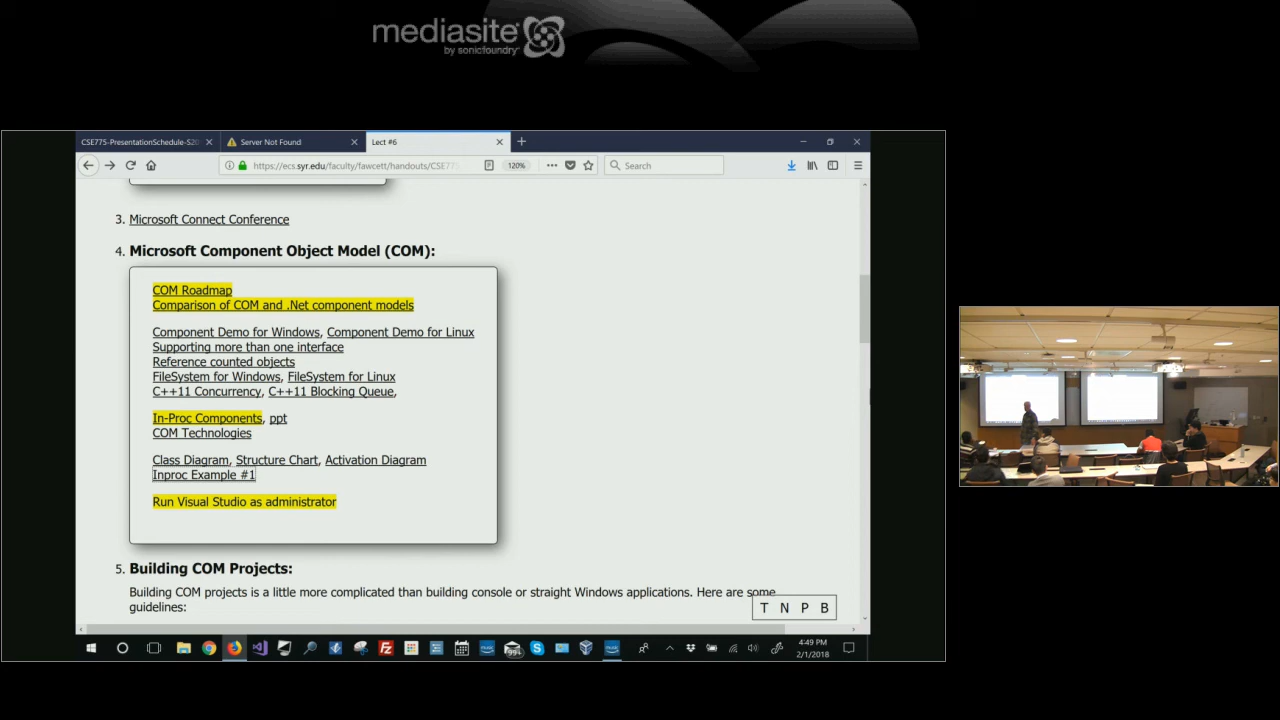 mediasite
by sonicfoundry
CSE775-PresentationSchedule-S20
Server Not Found
Lect #6
https://ecs.syr.edu/faculty/fawcett/handouts/CSE775
120%
Search
3. Microsoft Connect Conference
4. Microsoft Component Object Model (COM):
COM Roadmap
Comparison of COM and .Net component models
Component Demo for Windows, Component Demo for Linux
Supporting more than one interface
Reference counted objects
FileSystem for Windows, FileSystem for Linux
C++11 Concurrency, C++11 Blocking Queue,
In-Proc Components, ppt
COM Technologies
Class Diagram, Structure Chart, Activation Diagram
Inproc Example #1
Run Visual Studio as administrator
5. Building COM Projects:
Building COM projects is a little more complicated than building console or straight Windows applications. Here are some
guidelines:
T N P B
99+
4:49 PM
2/1/2018